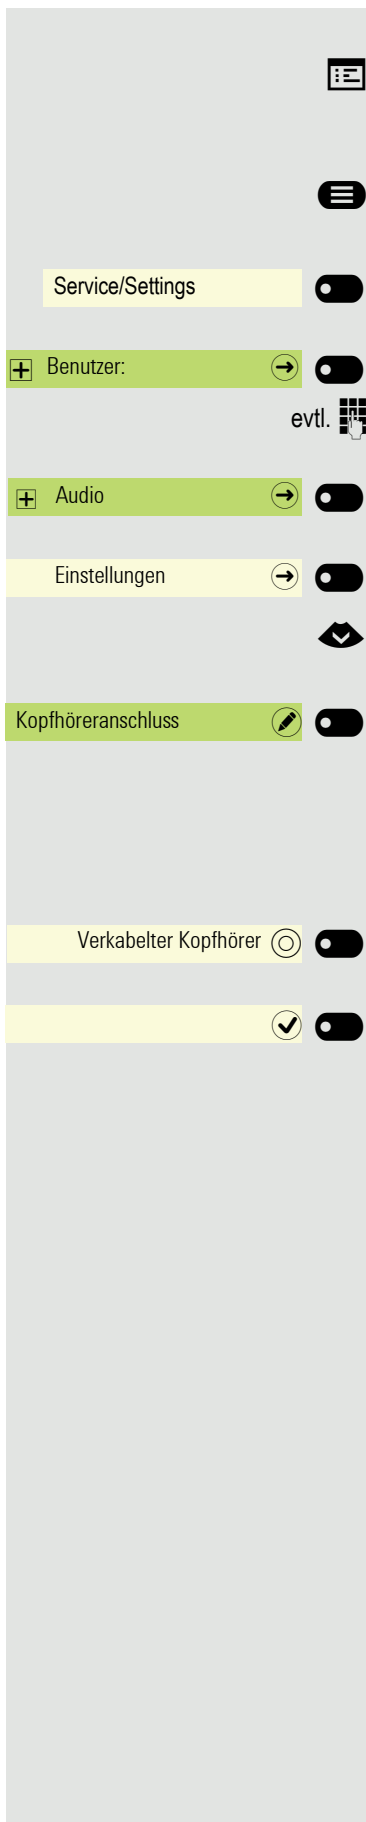 Service/Settings
Benutzer:
evtl.
Audio
Einstellungen
Kopfhöreranschluss
Verkabelter Kopfhörer